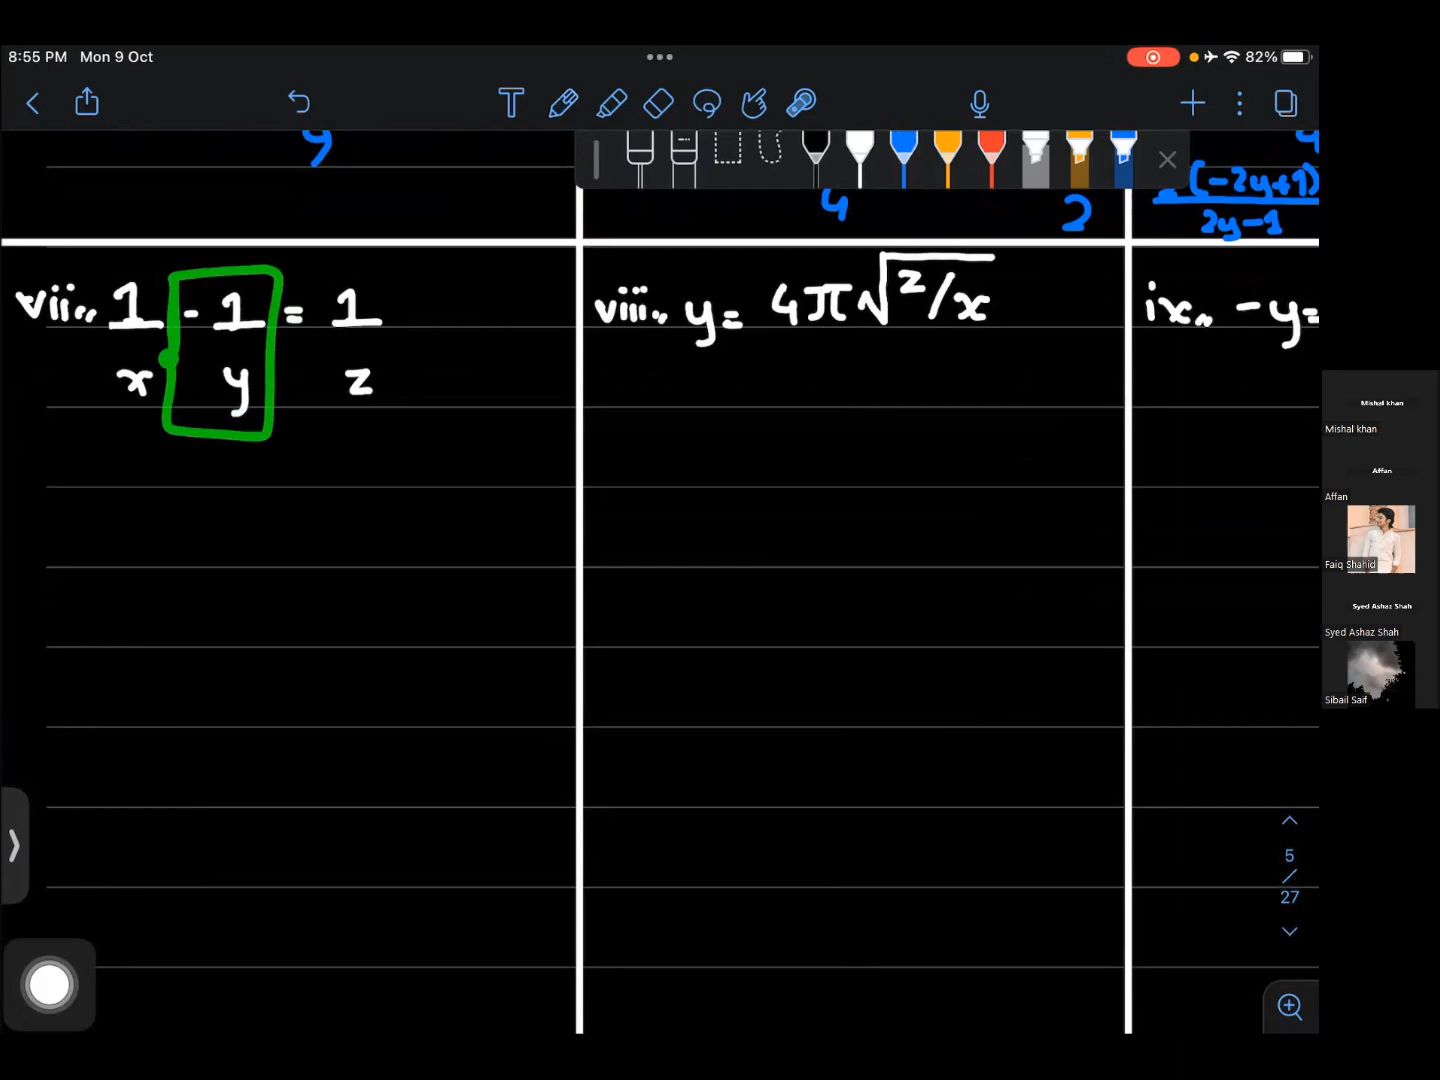 8:55 PM Mon 9 Oct
82%
y
4
2
(-2y+1)
2y-1
vii.. 1/x - 1/y = 1/z
viii.. y = 4π√(z/x)
ix.. -y=
Mishal khan
Mishal khan
Affan
Affan
Faiq Shahid
Syed Ashaz Shah
Syed Ashaz Shah
Sibail Saif
5
/
27